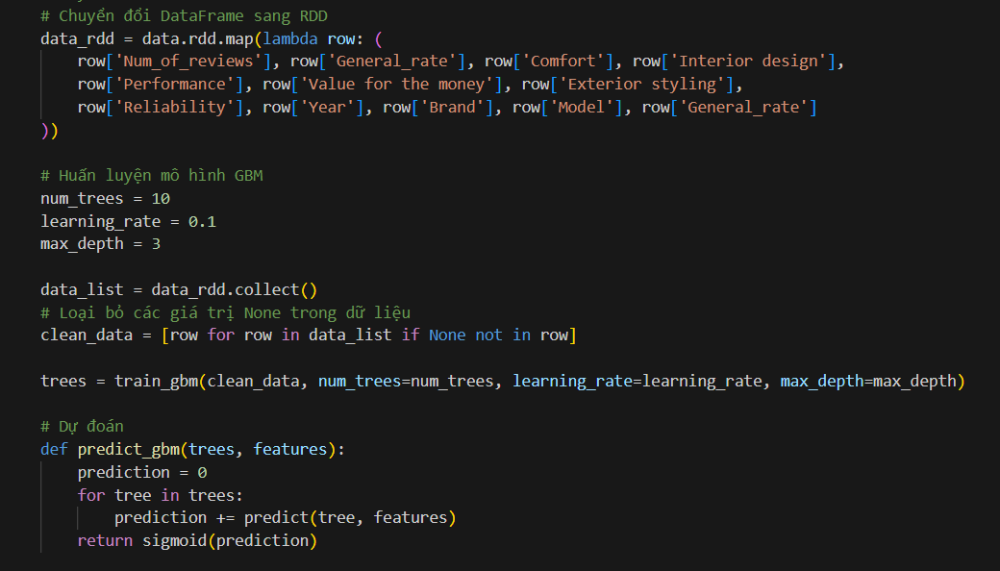 # Chuyển đổi DataFrame sang RDD
data_rdd = data.rdd.map(lambda row: (
    row['Num_of_reviews'], row['General_rate'], row['Comfort'], row['Interior design'],
    row['Performance'], row['Value for the money'], row['Exterior styling'],
    row['Reliability'], row['Year'], row['Brand'], row['Model'], row['General_rate']
))
# Huấn luyện mô hình GBM
num_trees = 10
learning_rate = 0.1
max_depth = 3
data_list = data_rdd.collect()
# Loại bỏ các giá trị None trong dữ liệu
clean_data = [row for row in data_list if None not in row]
trees = train_gbm(clean_data, num_trees=num_trees, learning_rate=learning_rate, max_depth=max_depth)
# Dự đoán
def predict_gbm(trees, features):
    prediction = 0
    for tree in trees:
        prediction += predict(tree, features)
    return sigmoid(prediction)